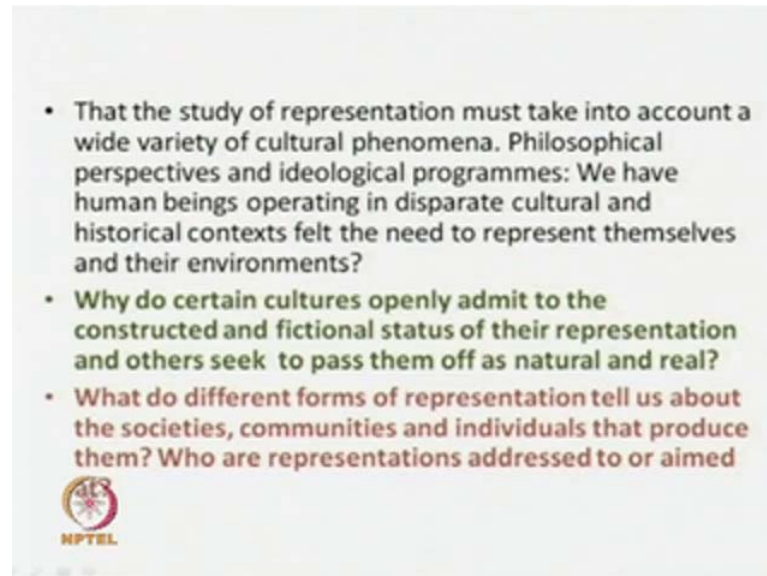 • That the study of representation must take into account a
wide variety of cultural phenomena. Philosophical
perspectives and ideological programmes: We have
human beings operating in disparate cultural and
historical contexts felt the need to represent themselves
and their environments?
• Why do certain cultures openly admit to the
constructed and fictional status of their representation
and others seek to pass them off as natural and real?
• What do different forms of representation tell us about
the societies, communities and individuals that produce
them? Who are representations addressed to or aimed
at?
NPTEL